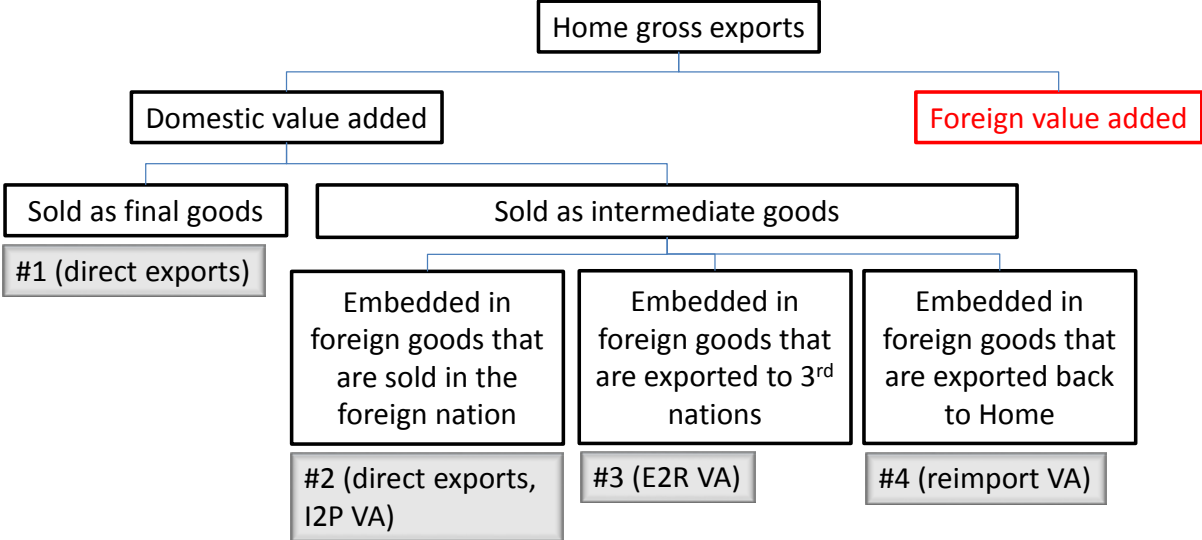 Home gross exports
Domestic value added
Foreign value added
Sold as final goods
Sold as intermediate goods
#1 (direct exports)
Embedded in
foreign goods that
are sold in the
foreign nation
Embedded in
foreign goods that
are exported to 3rd
nations
Embedded in
foreign goods that
are exported back
to Home
#2 (direct exports,
I2P VA)
#3 (E2R VA)
#4 (reimport VA)